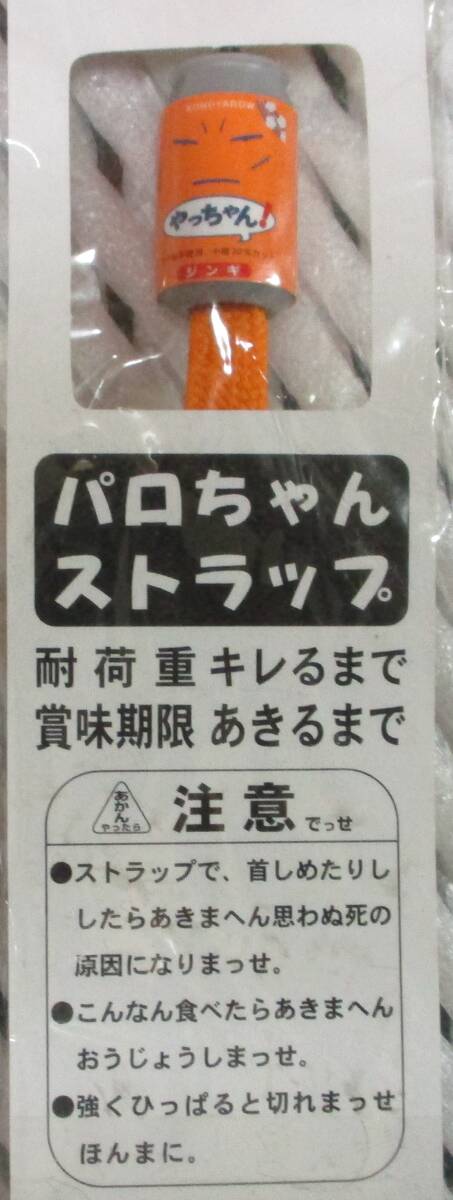 KONOYAROW
やっちゃん!
ジンギ
パロちゃん
ストラップ
耐荷重 キレるまで
賞味期限 あきるまで
あかん
やったら
注意でっせ
●ストラップで、首しめたりし
したらあきまへん思わぬ死の
原因になりまっせ。
●こんなん食べたらあきまへん
おうじょうしまっせ。
●強くひっぱると切れまっせ
ほんまに。